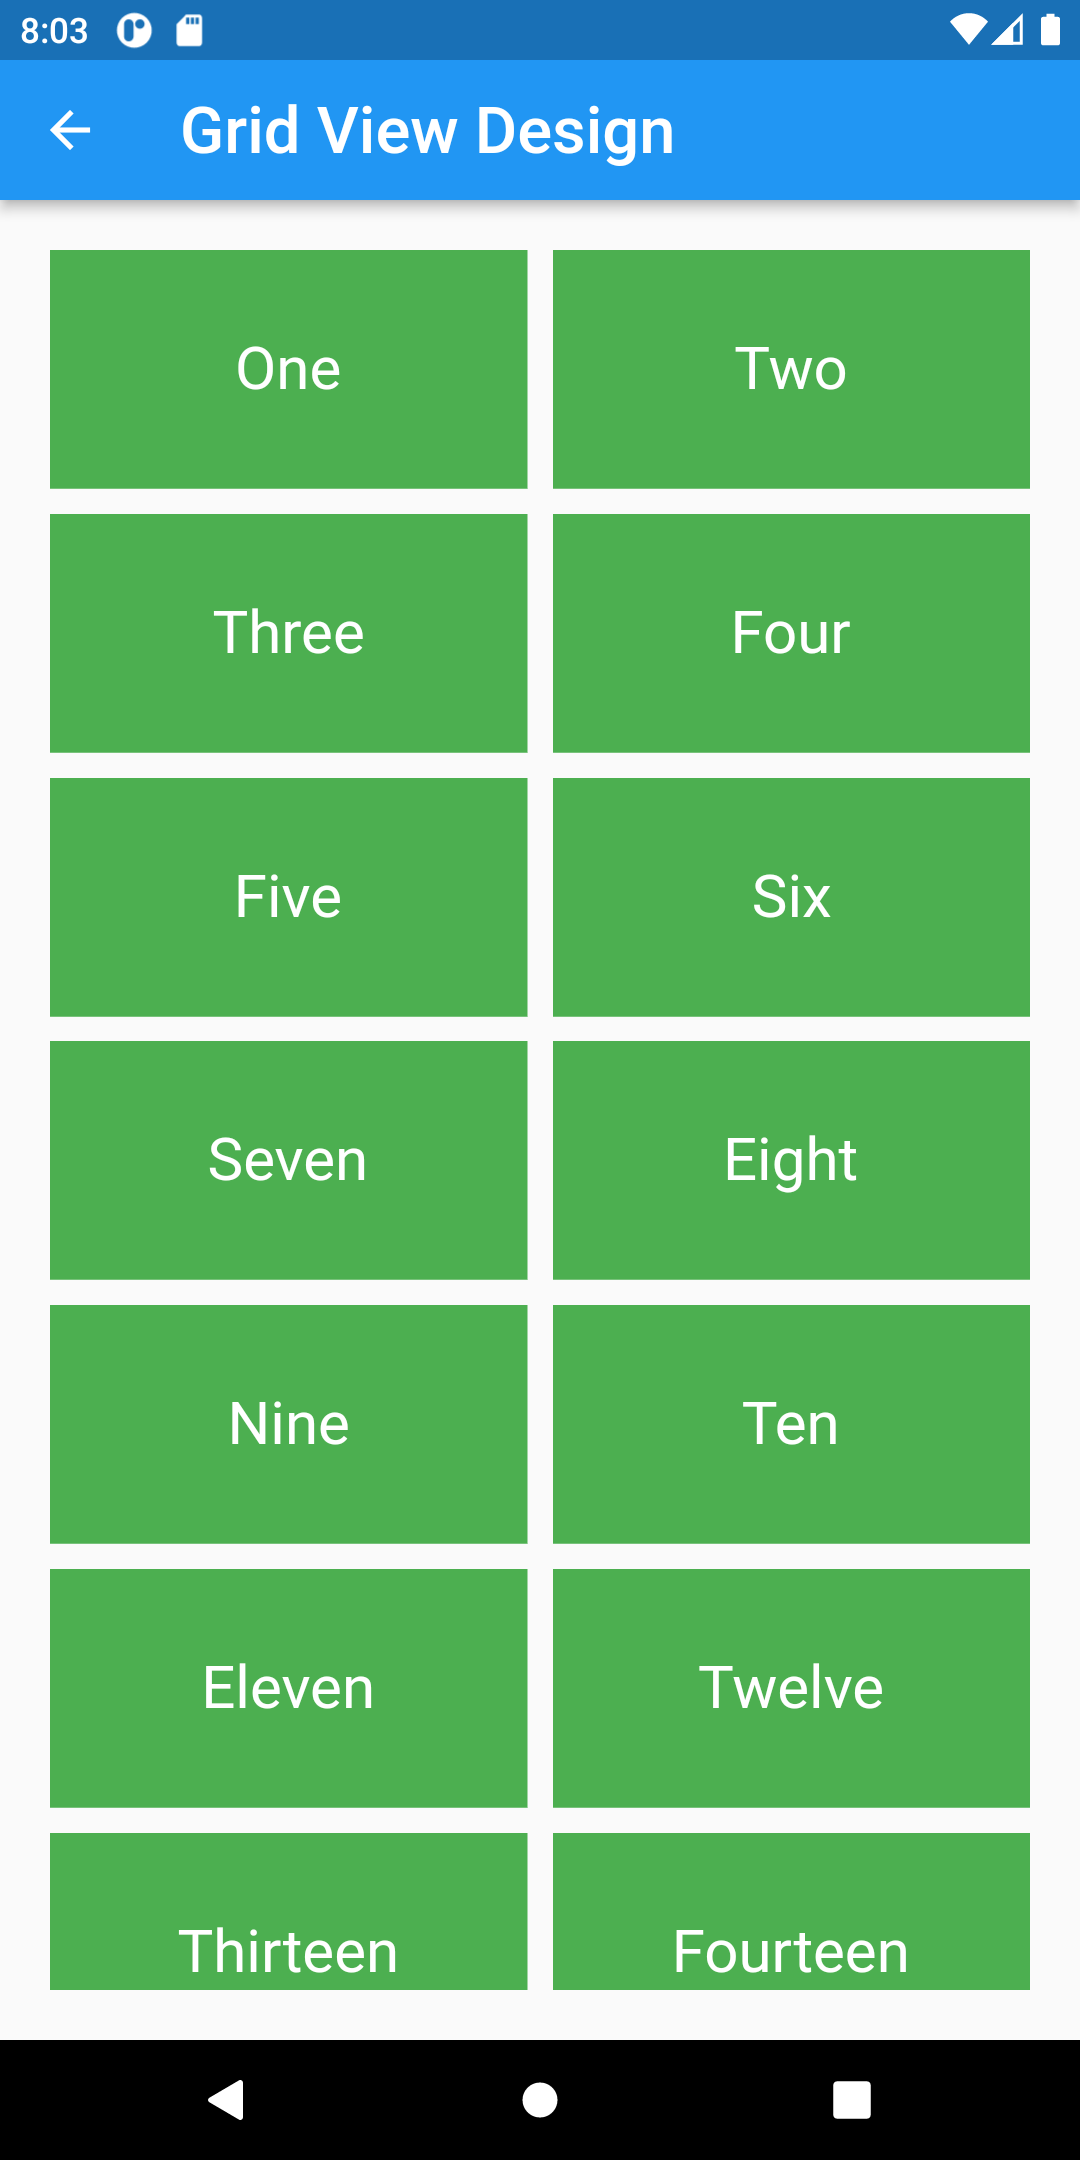 8:03
Grid View Design
One
Two
Three
Four
Five
Six
Seven
Eight
Nine
Ten
Eleven
Twelve
Thirteen
Fourteen